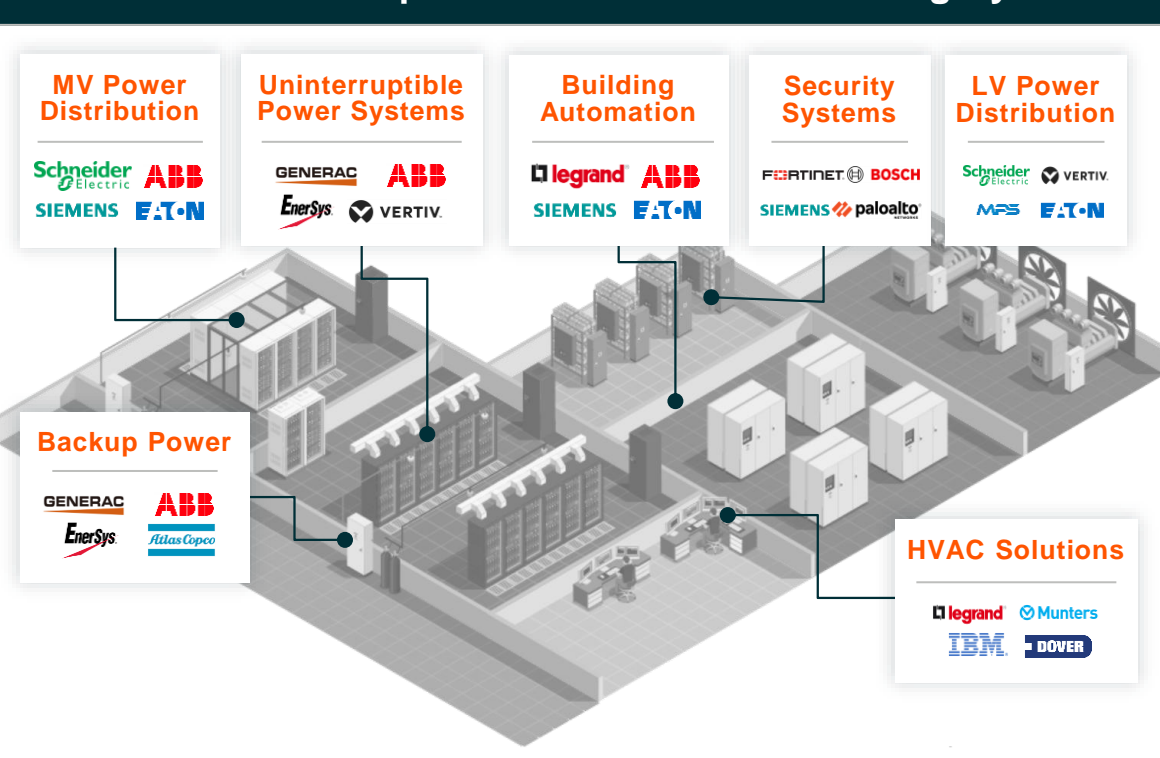 MV Power
Distribution
Schneider
Electric
ABB
SIEMENS
EATON
Uninterruptible
Power Systems
GENERAC
ABB
EnerSys.
VERTIV.
Building
Automation
legrand®
ABB
SIEMENS
EATON
Security
Systems
FORTINET
BOSCH
SIEMENS
paloalto
NETWORKS
LV Power
Distribution
Schneider
Electric
VERTIV.
MPS
EATON
Backup Power
GENERAC
ABB
EnerSys.
Atlas Copco
HVAC Solutions
legrand
Munters
IBM
DOVER